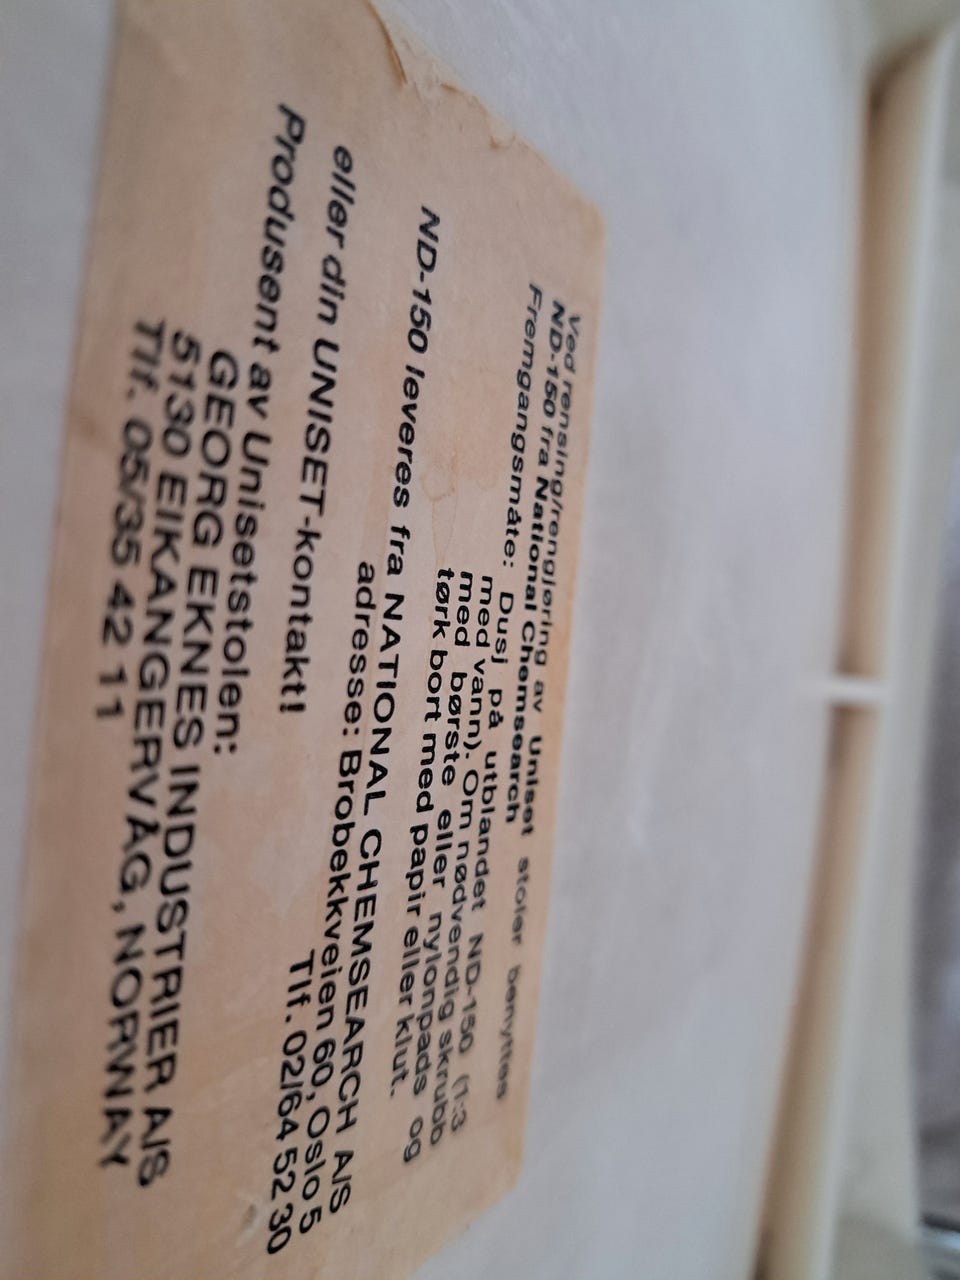 Ved rensing/rengjøring av Uniset stoler benyttes
ND-150 fra National Chemsearch
Fremgangsmåte: Dusj på utblandet ND-150 (1:3
med vann). Om nødvendig skrubb
med børste eller nylonpads og
tørk bort med papir eller klut.
ND-150 leveres fra NATIONAL CHEMSEARCH A/S
adresse: Brobekkveien 60, Oslo 5
Tlf. 02/64 52 30
eller din UNISET-kontakt!
Produsent av Unisetstolen:
GEORG EKNES INDUSTRIER A/S
5130 EIKANGERVÅG, NORWAY
Tlf. 05/35 42 11